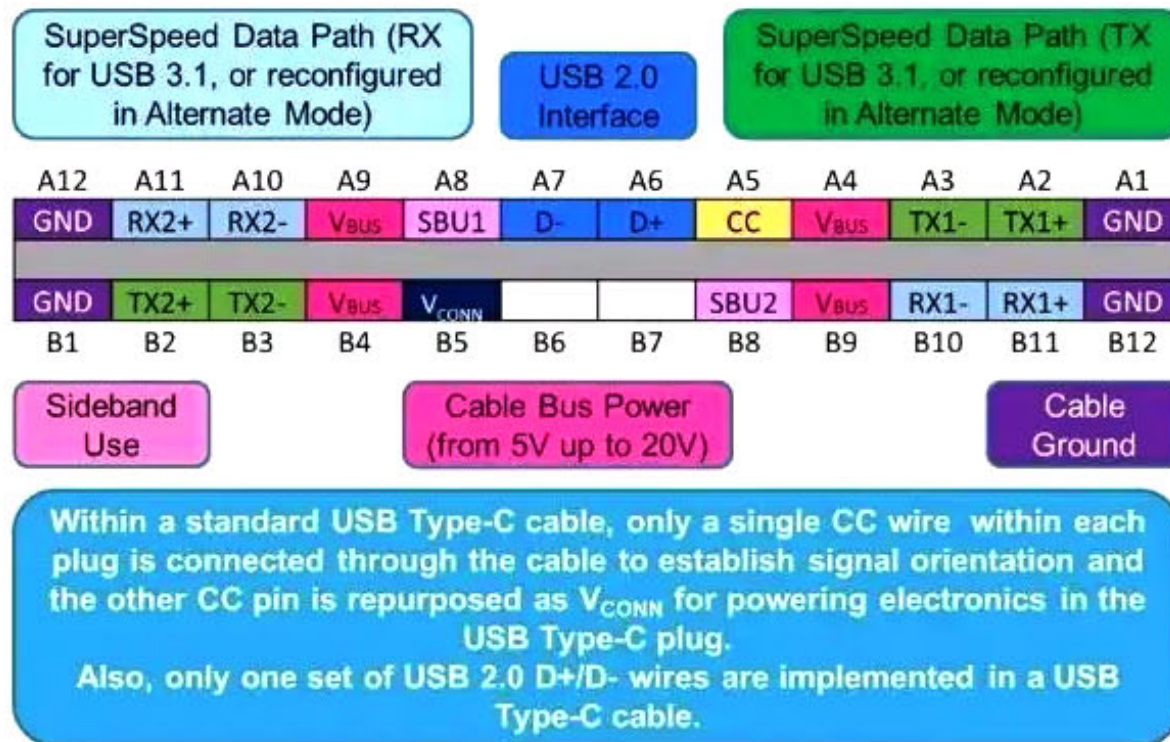 SuperSpeed Data Path (RX
for USB 3.1, or reconfigured
in Alternate Mode)
USB 2.0
Interface
SuperSpeed Data Path (TX
for USB 3.1, or reconfigured
in Alternate Mode)
A12 A11 A10 A9 A8 A7 A6 A5 A4 A3 A2 A1
GND RX2+ RX2- VBUS SBU1 D- D+ CC VBUS TX1- TX1+ GND
GND TX2+ TX2- VBUS VCONN SBU2 VBUS RX1- RX1+ GND
B1 B2 B3 B4 B5 B6 B7 B8 B9 B10 B11 B12
Sideband
Use
Cable Bus Power
(from 5V up to 20V)
Cable
Ground
Within a standard USB Type-C cable, only a single CC wire within each
plug is connected through the cable to establish signal orientation and
the other CC pin is repurposed as VCONN for powering electronics in the
USB Type-C plug.
Also, only one set of USB 2.0 D+/D- wires are implemented in a USB
Type-C cable.